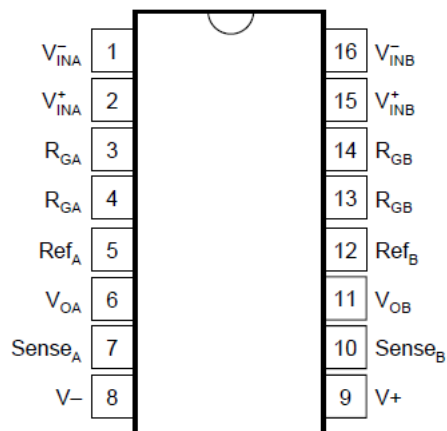 V⁻INA 1 16 V⁻INB
V⁺INA 2 15 V⁺INB
RGA 3 14 RGB
RGA 4 13 RGB
RefA 5 12 RefB
VOA 6 11 VOB
SenseA 7 10 SenseB
V– 8 9 V+